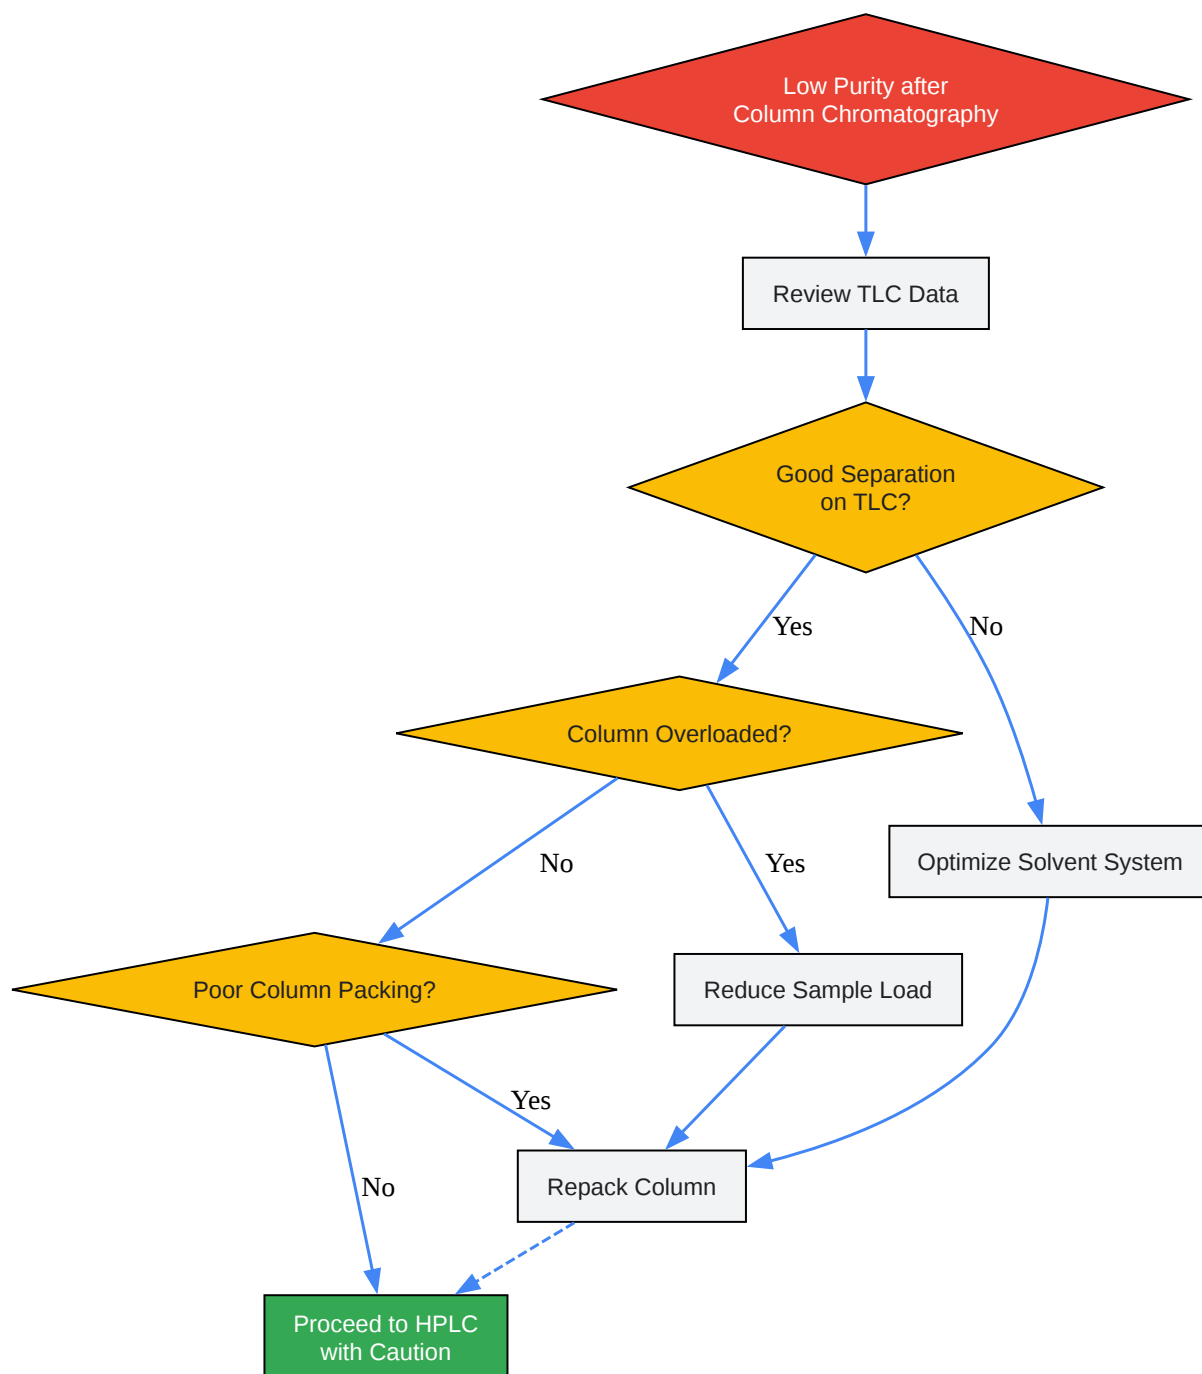 Low Purity after
Column Chromatography
Review TLC Data
Good Separation
on TLC?
Yes
No
Column Overloaded?
No
Yes
Optimize Solvent System
Poor Column Packing?
Reduce Sample Load
Yes
No
Repack Column
Proceed to HPLC
with Caution